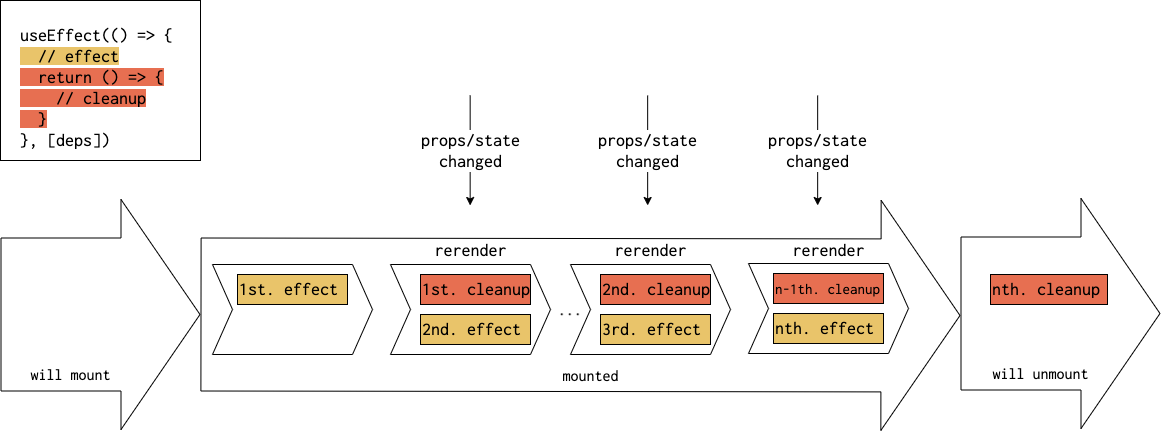 useEffect(() => {
// effect
return () => {
// cleanup
}
}, [deps])
props/state
changed
props/state
changed
props/state
changed
rerender
rerender
rerender
1st. effect
1st. cleanup
2nd. effect
...
2nd. cleanup
3rd. effect
n-1th. cleanup
nth. effect
nth. cleanup
will mount
mounted
will unmount